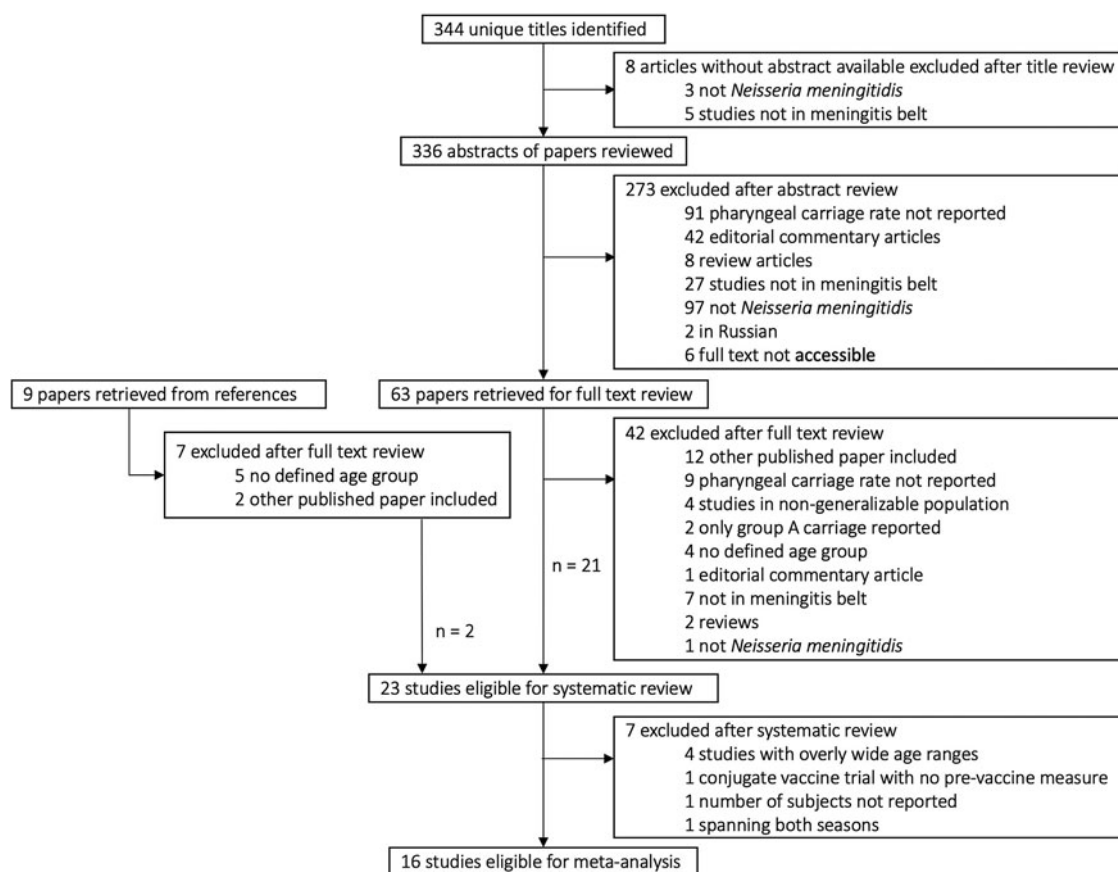 344 unique titles identified
8 articles without abstract available excluded after title review
3 not Neisseria meningitidis
5 studies not in meningitis belt
336 abstracts of papers reviewed
273 excluded after abstract review
91 pharyngeal carriage rate not reported
42 editorial commentary articles
8 review articles
27 studies not in meningitis belt
97 not Neisseria meningitidis
2 in Russian
6 full text not accessible
9 papers retrieved from references
63 papers retrieved for full text review
7 excluded after full text review
5 no defined age group
2 other published paper included
42 excluded after full text review
12 other published paper included
9 pharyngeal carriage rate not reported
4 studies in non-generalizable population
2 only group A carriage reported
4 no defined age group
1 editorial commentary article
7 not in meningitis belt
2 reviews
1 not Neisseria meningitidis
n = 21
n = 2
23 studies eligible for systematic review
7 excluded after systematic review
4 studies with overly wide age ranges
1 conjugate vaccine trial with no pre-vaccine measure
1 number of subjects not reported
1 spanning both seasons
16 studies eligible for meta-analysis